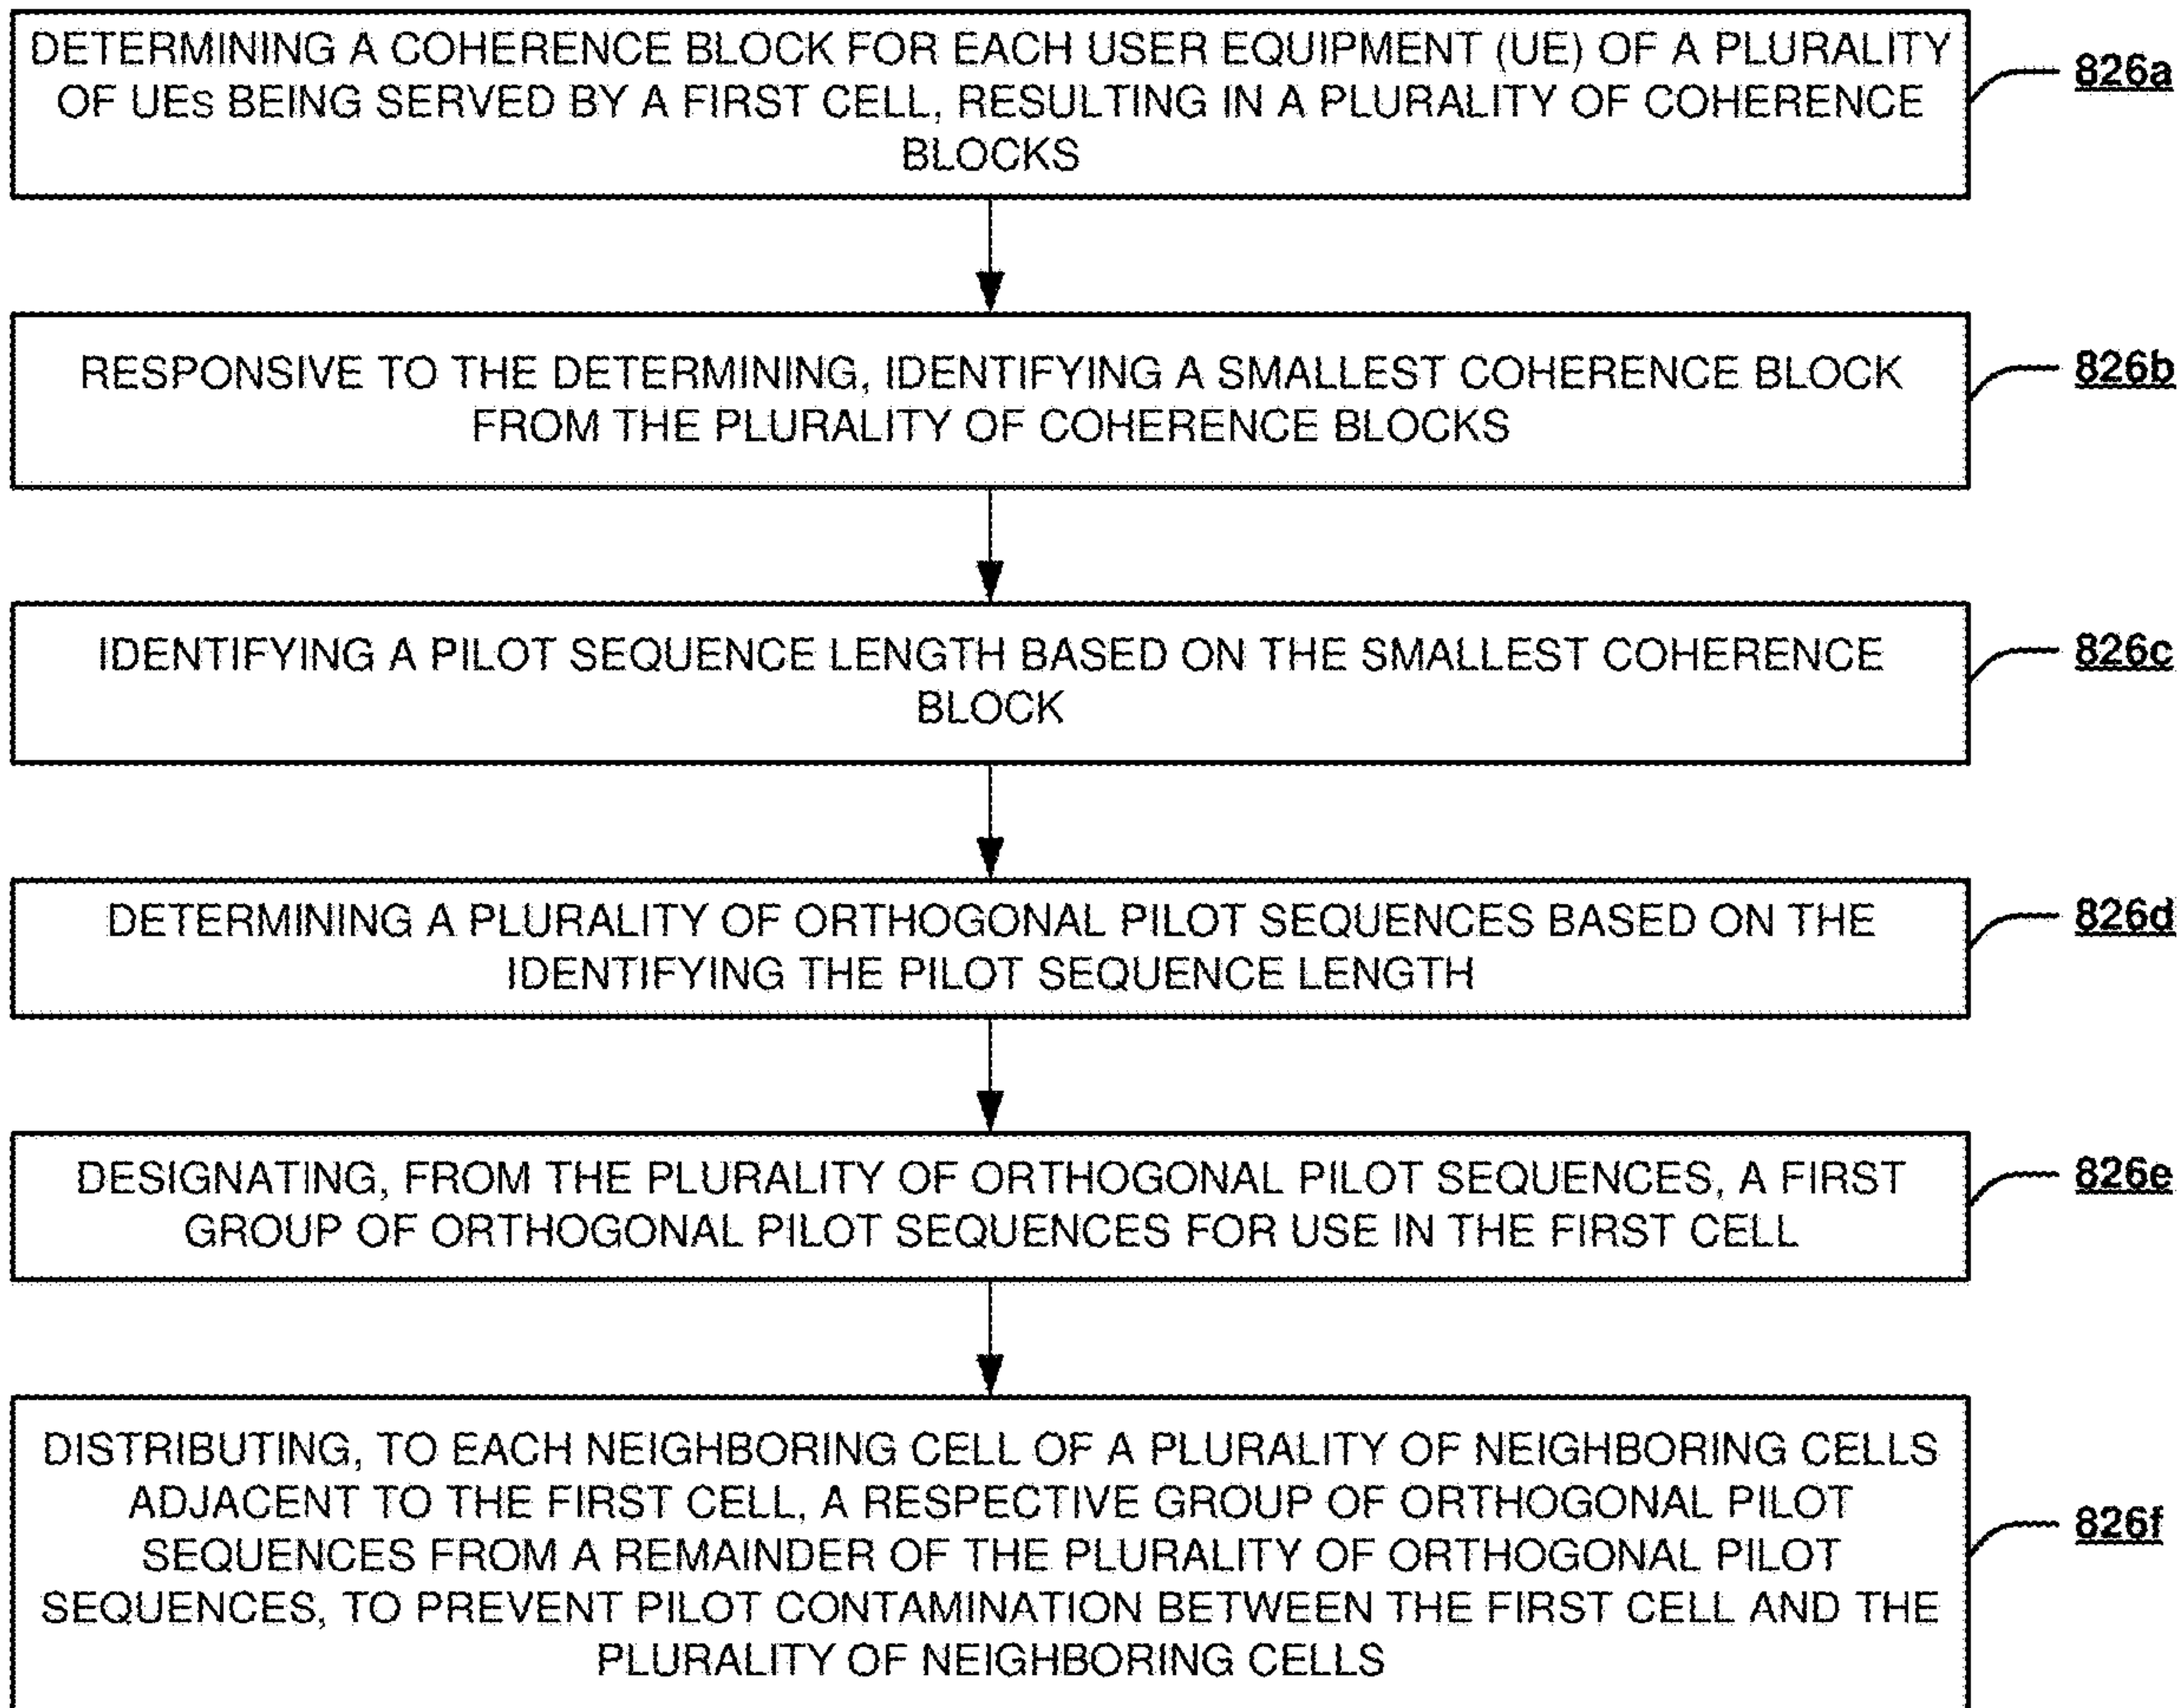 DETERMINING A COHERENCE BLOCK FOR EACH USER EQUIPMENT (UE) OF A PLURALITY
OF UEs BEING SERVED BY A FIRST CELL, RESULTING IN A PLURALITY OF COHERENCE
BLOCKS
826a
RESPONSIVE TO THE DETERMINING, IDENTIFYING A SMALLEST COHERENCE BLOCK
FROM THE PLURALITY OF COHERENCE BLOCKS
826b
IDENTIFYING A PILOT SEQUENCE LENGTH BASED ON THE SMALLEST COHERENCE
BLOCK
826c
DETERMINING A PLURALITY OF ORTHOGONAL PILOT SEQUENCES BASED ON THE
IDENTIFYING THE PILOT SEQUENCE LENGTH
826d
DESIGNATING, FROM THE PLURALITY OF ORTHOGONAL PILOT SEQUENCES, A FIRST
GROUP OF ORTHOGONAL PILOT SEQUENCES FOR USE IN THE FIRST CELL
826e
DISTRIBUTING, TO EACH NEIGHBORING CELL OF A PLURALITY OF NEIGHBORING CELLS
ADJACENT TO THE FIRST CELL, A RESPECTIVE GROUP OF ORTHOGONAL PILOT
SEQUENCES FROM A REMAINDER OF THE PLURALITY OF ORTHOGONAL PILOT
SEQUENCES, TO PREVENT PILOT CONTAMINATION BETWEEN THE FIRST CELL AND THE
PLURALITY OF NEIGHBORING CELLS
826f